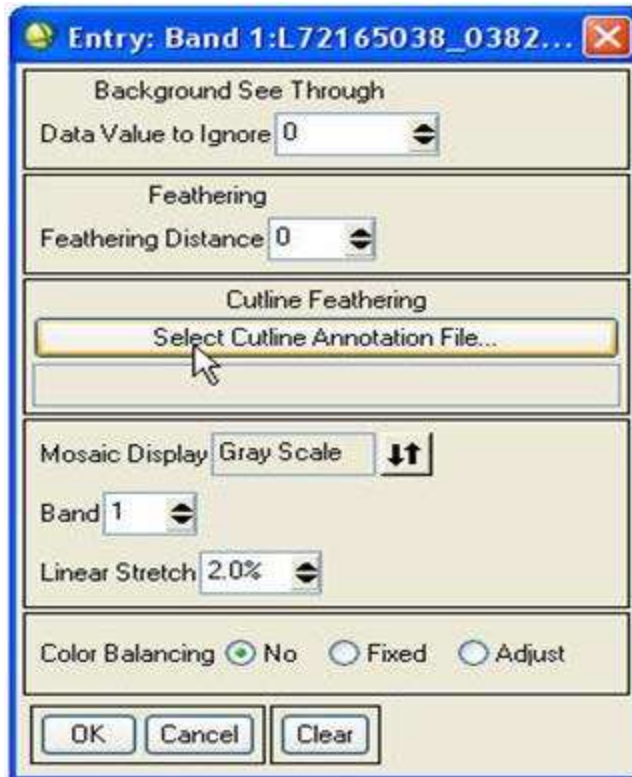 Entry: Band 1:L72165038_0382...
Background See Through
Data Value to Ignore 0
Feathering
Feathering Distance 0
Cutline Feathering
Select Cutline Annotation File...
Mosaic Display Gray Scale
Band 1
Linear Stretch 2.0%
Color Balancing No Fixed Adjust
OK Cancel Clear